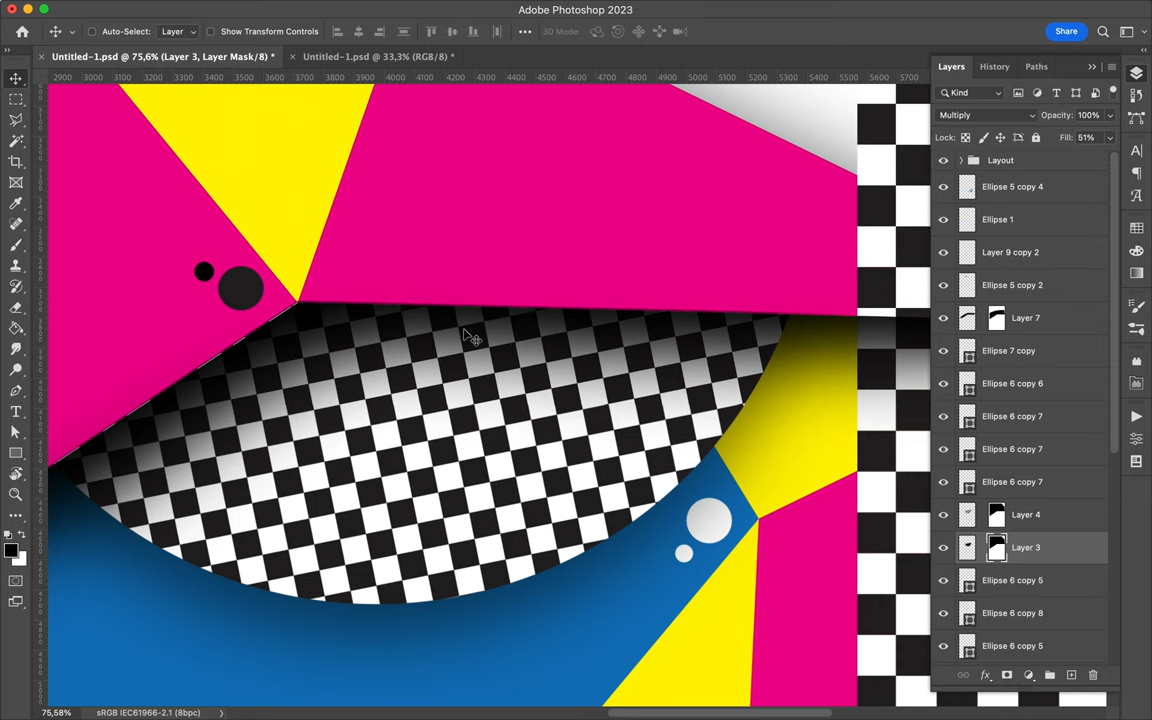 Adobe Photoshop 2023
Auto-Select: Layer Show Transform Controls 3D Mode: Share
Untitled-1.psd @ 75,6% (Layer 3, Layer Mask/8) * Untitled-1.psd @ 33,3% (RGB/8) *
2900 3000 3100 3200 3300 3400 3500 3600 3700 3800 3900 4000 4100 4200 4300 4400 4500 4600 4700 4800 4900 5000 5100 5200 5300 5400 5500 5600 5700
Layers History Paths
Kind
Multiply Opacity: 100%
Lock: Fill: 51%
Layout
Ellipse 5 copy 4
Ellipse 1
Layer 9 copy 2
Ellipse 5 copy 2
Layer 7
Ellipse 7 copy
Ellipse 6 copy 6
Ellipse 6 copy 7
Ellipse 6 copy 7
Ellipse 6 copy 7
Layer 4
Layer 3
Ellipse 6 copy 5
Ellipse 6 copy 8
Ellipse 6 copy 5
fx
75,58% sRGB IEC61966-2.1 (8bpc)